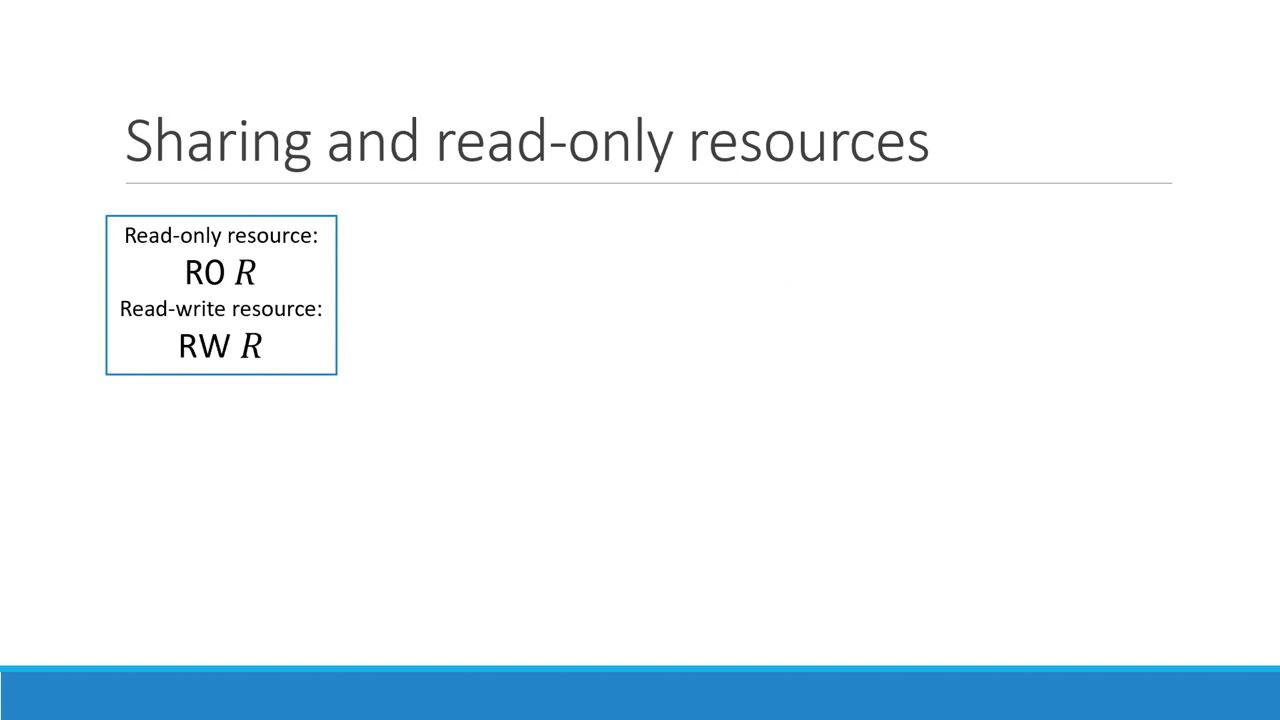 Sharing and read-only resources
Read-only resource:
RO R
Read-write resource:
RW R